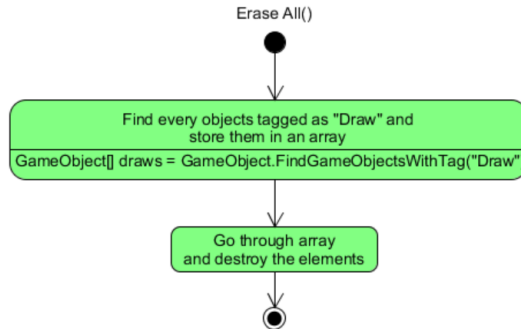 Erase All()
Find every objects tagged as "Draw" and
store them in an array
GameObject[] draws = GameObject.FindGameObjectsWithTag("Draw"
Go through array
and destroy the elements